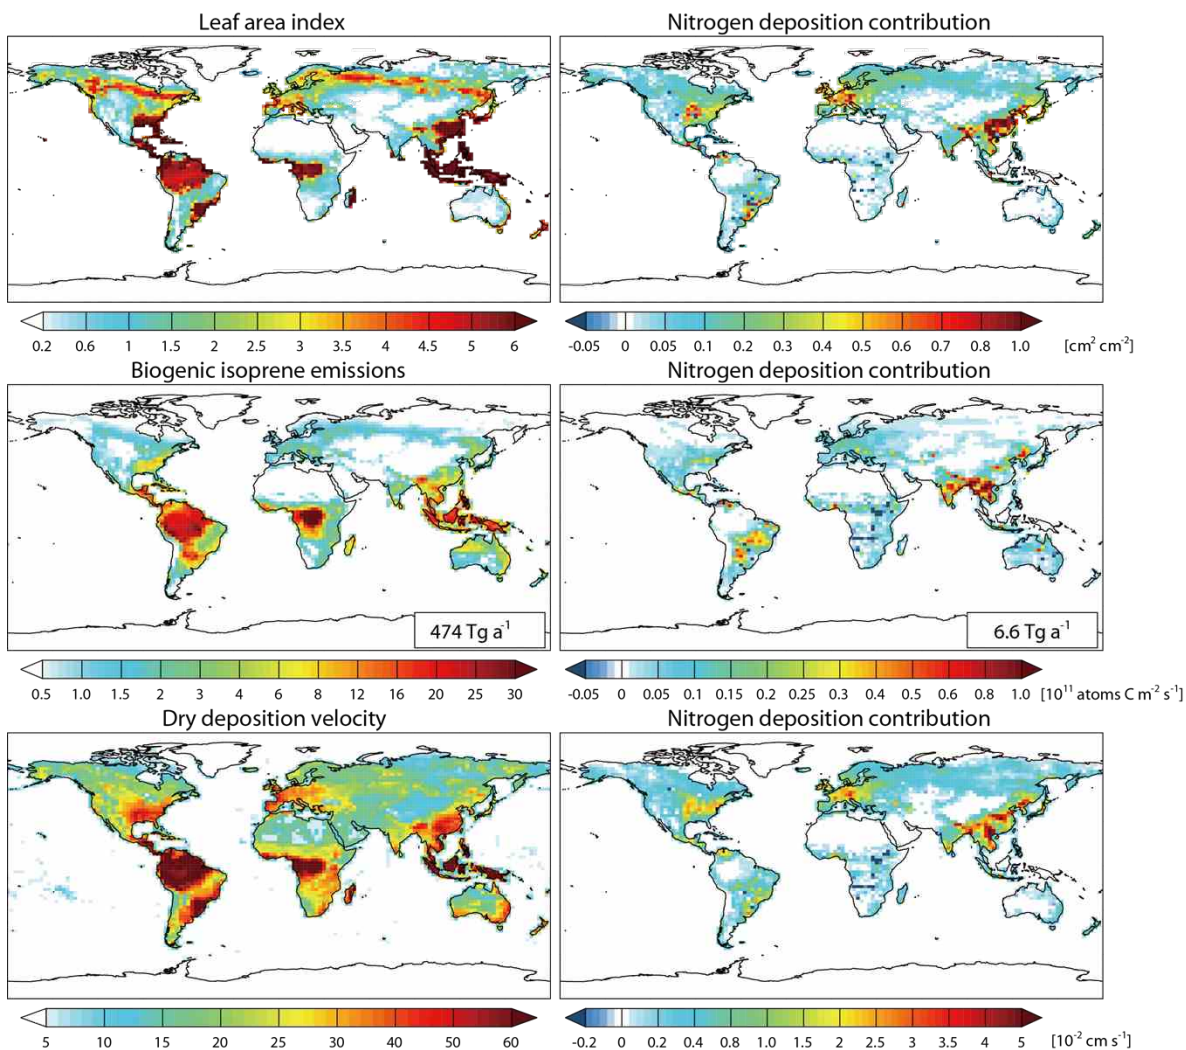 Leaf area index
Nitrogen deposition contribution
0.2 0.6 1 1.5 2 2.5 3 3.5 4 4.5 5 6
-0.05 0 0.05 0.1 0.2 0.3 0.4 0.5 0.6 0.7 0.8 1.0 [cm² cm⁻²]
Biogenic isoprene emissions
Nitrogen deposition contribution
474 Tg a⁻¹
6.6 Tg a⁻¹
0.5 1.0 1.5 2 3 4 6 8 12 16 20 30
-0.05 0 0.05 0.1 0.15 0.2 0.25 0.3 0.4 0.5 0.6 0.8 1.0 [10¹¹ atoms C m⁻² s⁻¹]
Dry deposition velocity
Nitrogen deposition contribution
5 10 20 30 40 50 60
-0.2 0 0.2 0.4 0.8 1 1.5 2 2.5 3 3.5 4 5 [10⁻² cm s⁻¹]